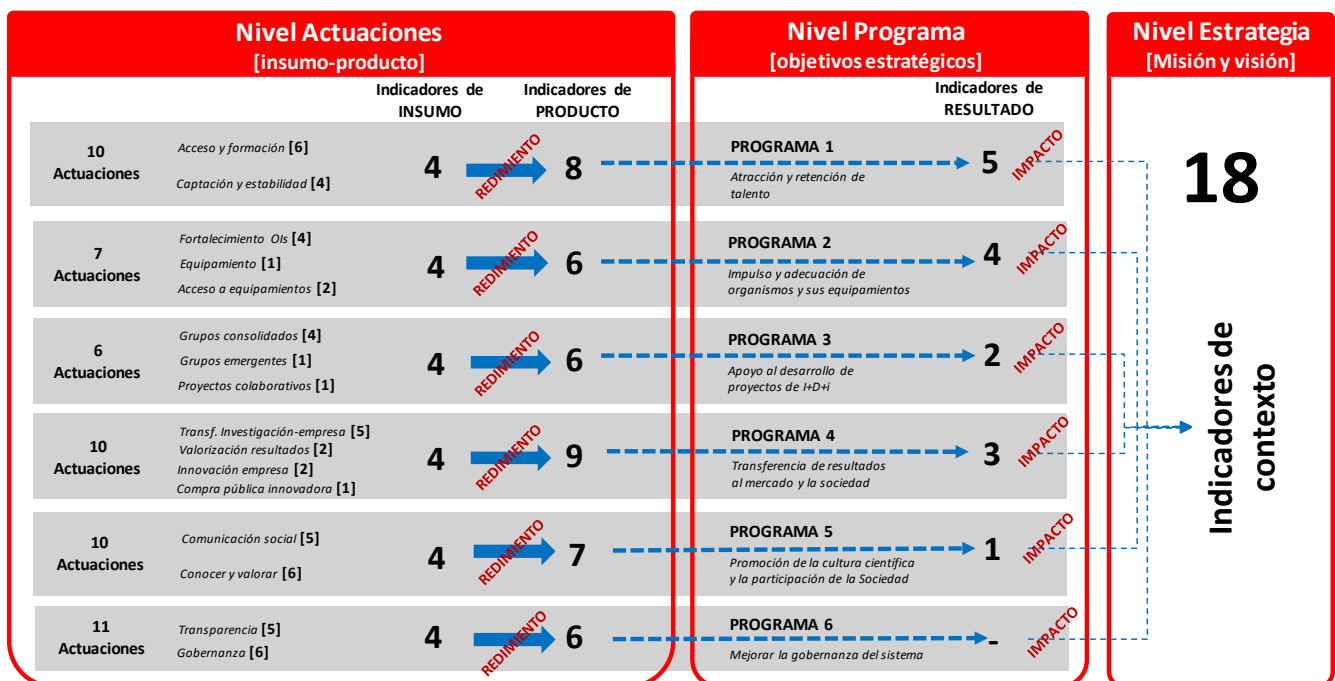 Nivel Actuaciones
[insumo-producto]
Nivel Programa
[objetivos estratégicos]
Nivel Estrategia
[Misión y visión]
Indicadores de
INSUMO
Indicadores de
PRODUCTO
Indicadores de
RESULTADO
10
Actuaciones
Acceso y formación [6]
Captación y estabilidad [4]
4
REDIMIENTO
8
PROGRAMA 1
Atracción y retención de
talento
5
IMPACTO
7
Actuaciones
Fortalecimiento OIs [4]
Equipamiento [1]
Acceso a equipamientos [2]
4
REDIMIENTO
6
PROGRAMA 2
Impulso y adecuación de
organismos y sus equipamientos
4
IMPACTO
6
Actuaciones
Grupos consolidados [4]
Grupos emergentes [1]
Proyectos colaborativos [1]
4
REDIMIENTO
6
PROGRAMA 3
Apoyo al desarrollo de
proyectos de I+D+i
2
IMPACTO
10
Actuaciones
Transf. Investigación-empresa [5]
Valorización resultados [2]
Innovación empresa [2]
Compra pública innovadora [1]
4
REDIMIENTO
9
PROGRAMA 4
Transferencia de resultados
al mercado y la sociedad
3
IMPACTO
10
Actuaciones
Comunicación social [5]
Conocer y valorar [6]
4
REDIMIENTO
7
PROGRAMA 5
Promoción de la cultura científica
y la participación de la Sociedad
1
IMPACTO
11
Actuaciones
Transparencia [5]
Gobernanza [6]
4
REDIMIENTO
6
PROGRAMA 6
Mejorar la gobernanza del sistema
-
IMPACTO
18
Indicadores de
contexto